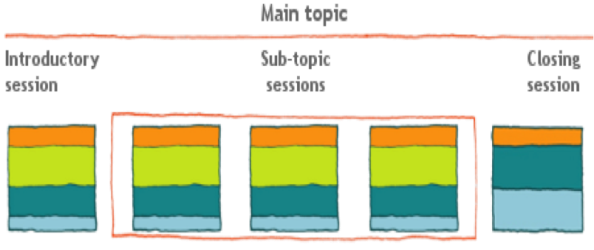 Main topic
Introductory
session
Sub-topic
sessions
Closing
session